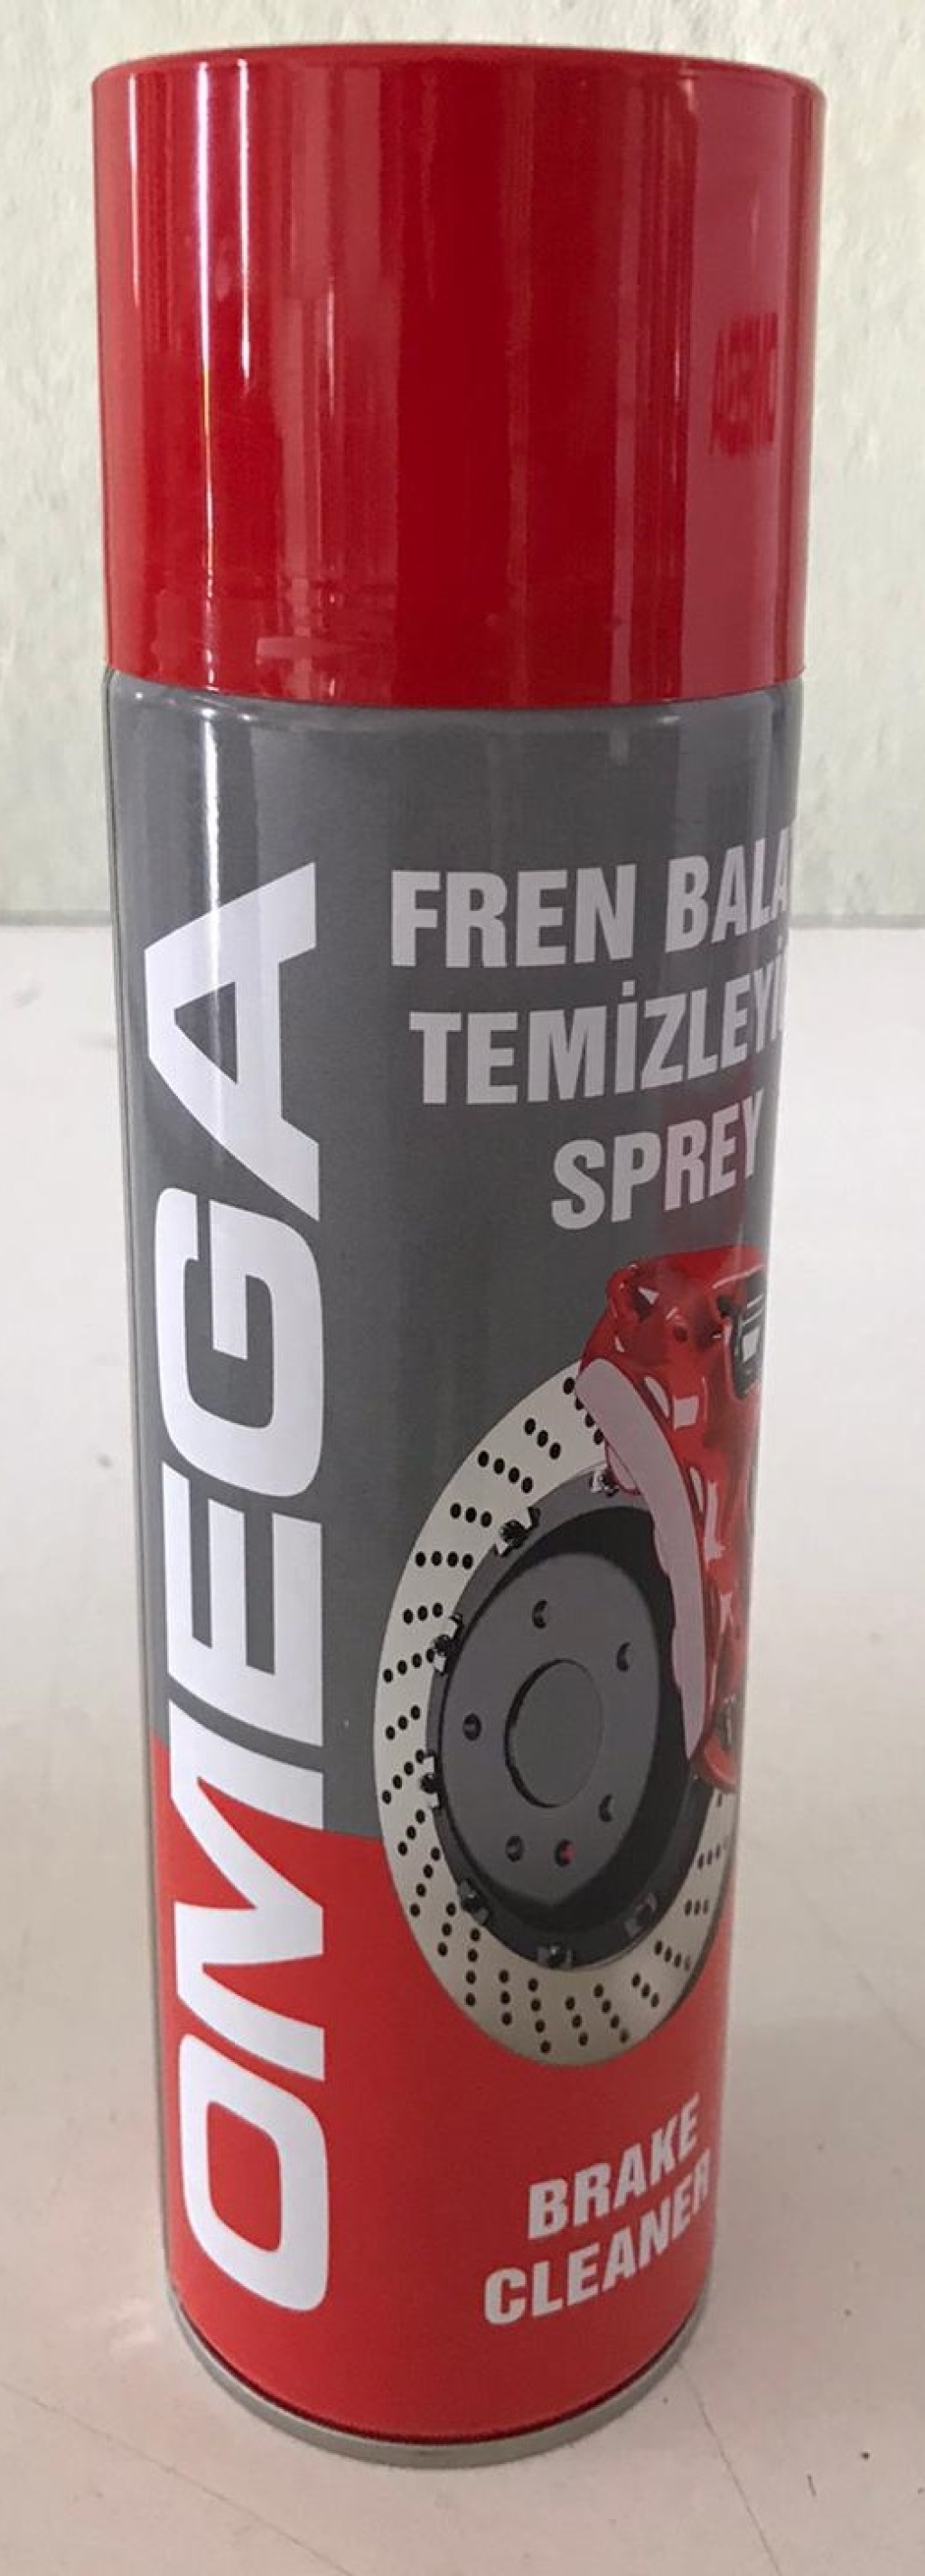 OMEGA
FREN BALA
TEMİZLEYİ
SPREY
BRAKE
CLEANER